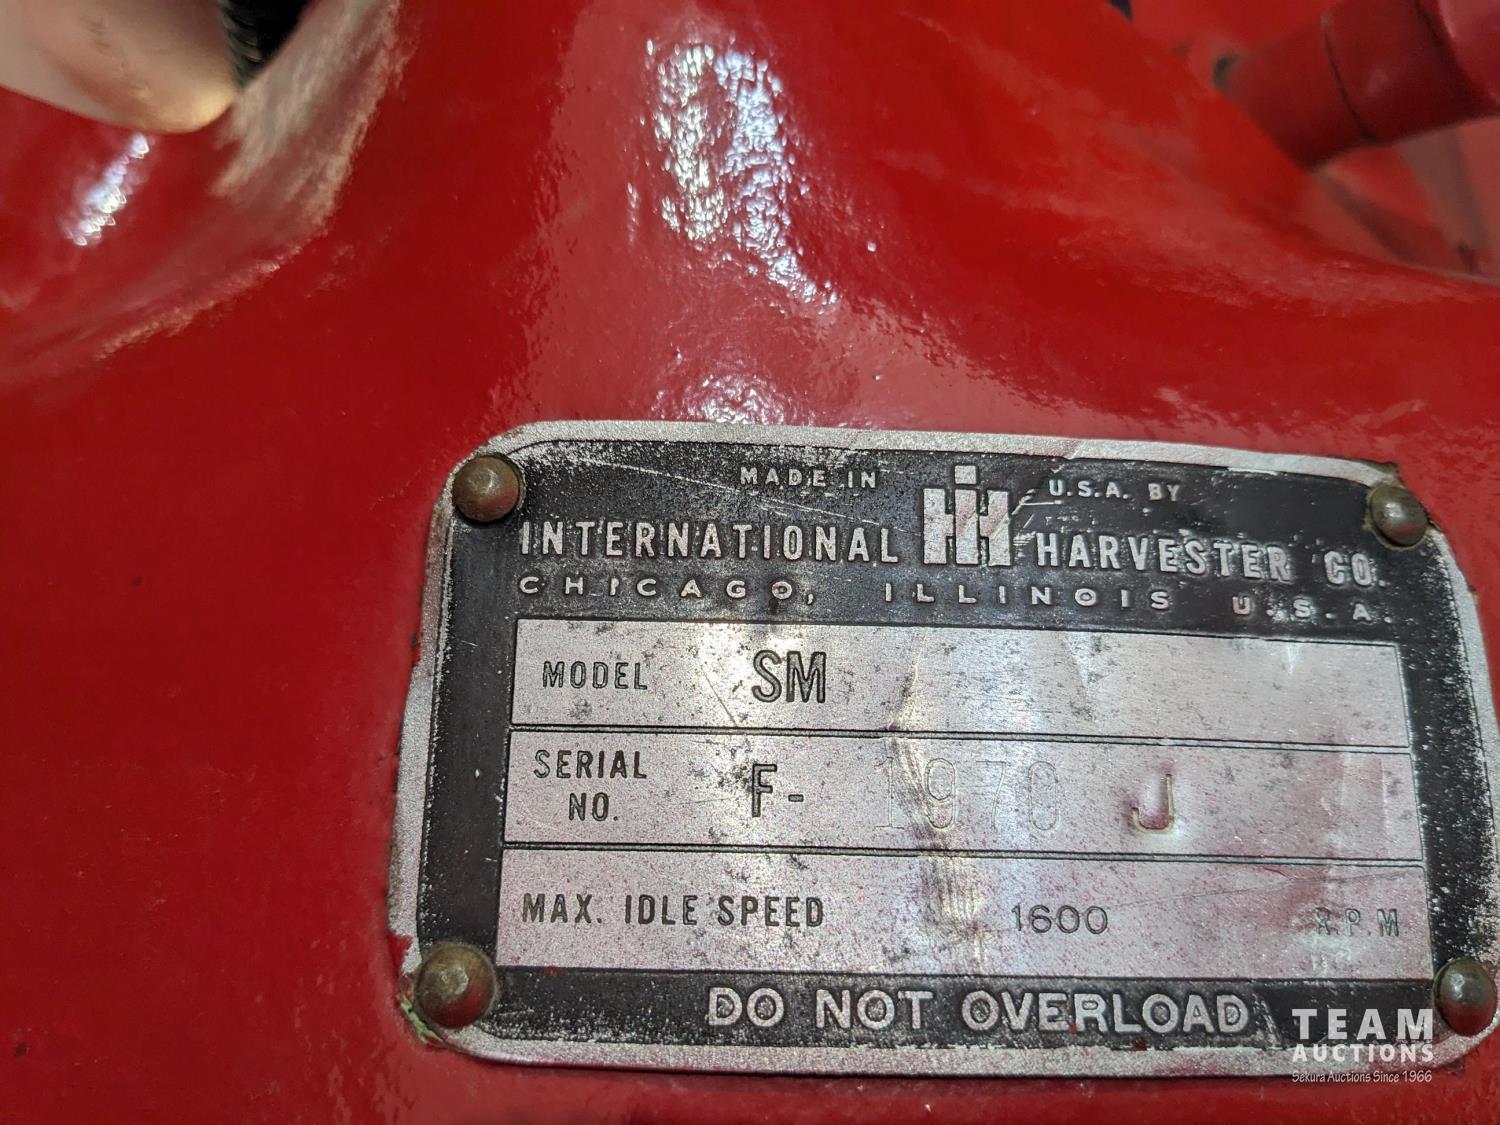 MADE IN IH U.S.A. BY
INTERNATIONAL HARVESTER CO.
CHICAGO, ILLINOIS U.S.A.
MODEL SM
SERIAL NO. F- 1970 J
MAX. IDLE SPEED 1600 R.P.M
DO NOT OVERLOAD
TEAM
AUCTIONS
Sekura Auctions Since 1966